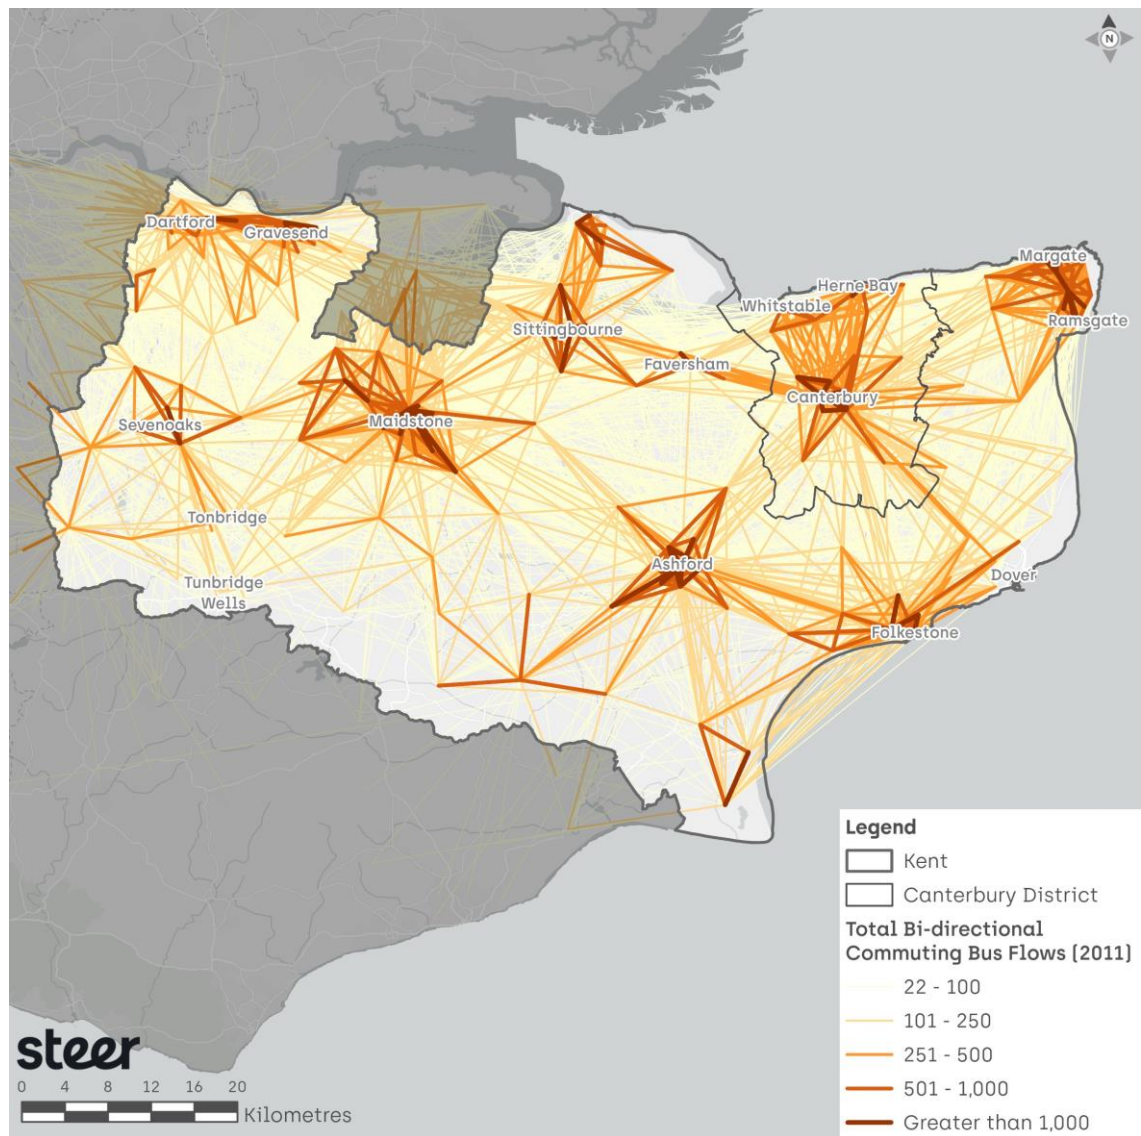 N
Dartford
Gravesend
Margate
Herne Bay
Whitstable
Ramsgate
Sittingbourne
Faversham
Canterbury
Sevenoaks
Maidstone
Tonbridge
Ashford
Dover
Tunbridge
Wells
Folkestone
Legend
Kent
Canterbury District
Total Bi-directional
Commuting Bus Flows (2011)
22 - 100
101 - 250
251 - 500
501 - 1,000
Greater than 1,000
steer
0 4 8 12 16 20
Kilometres